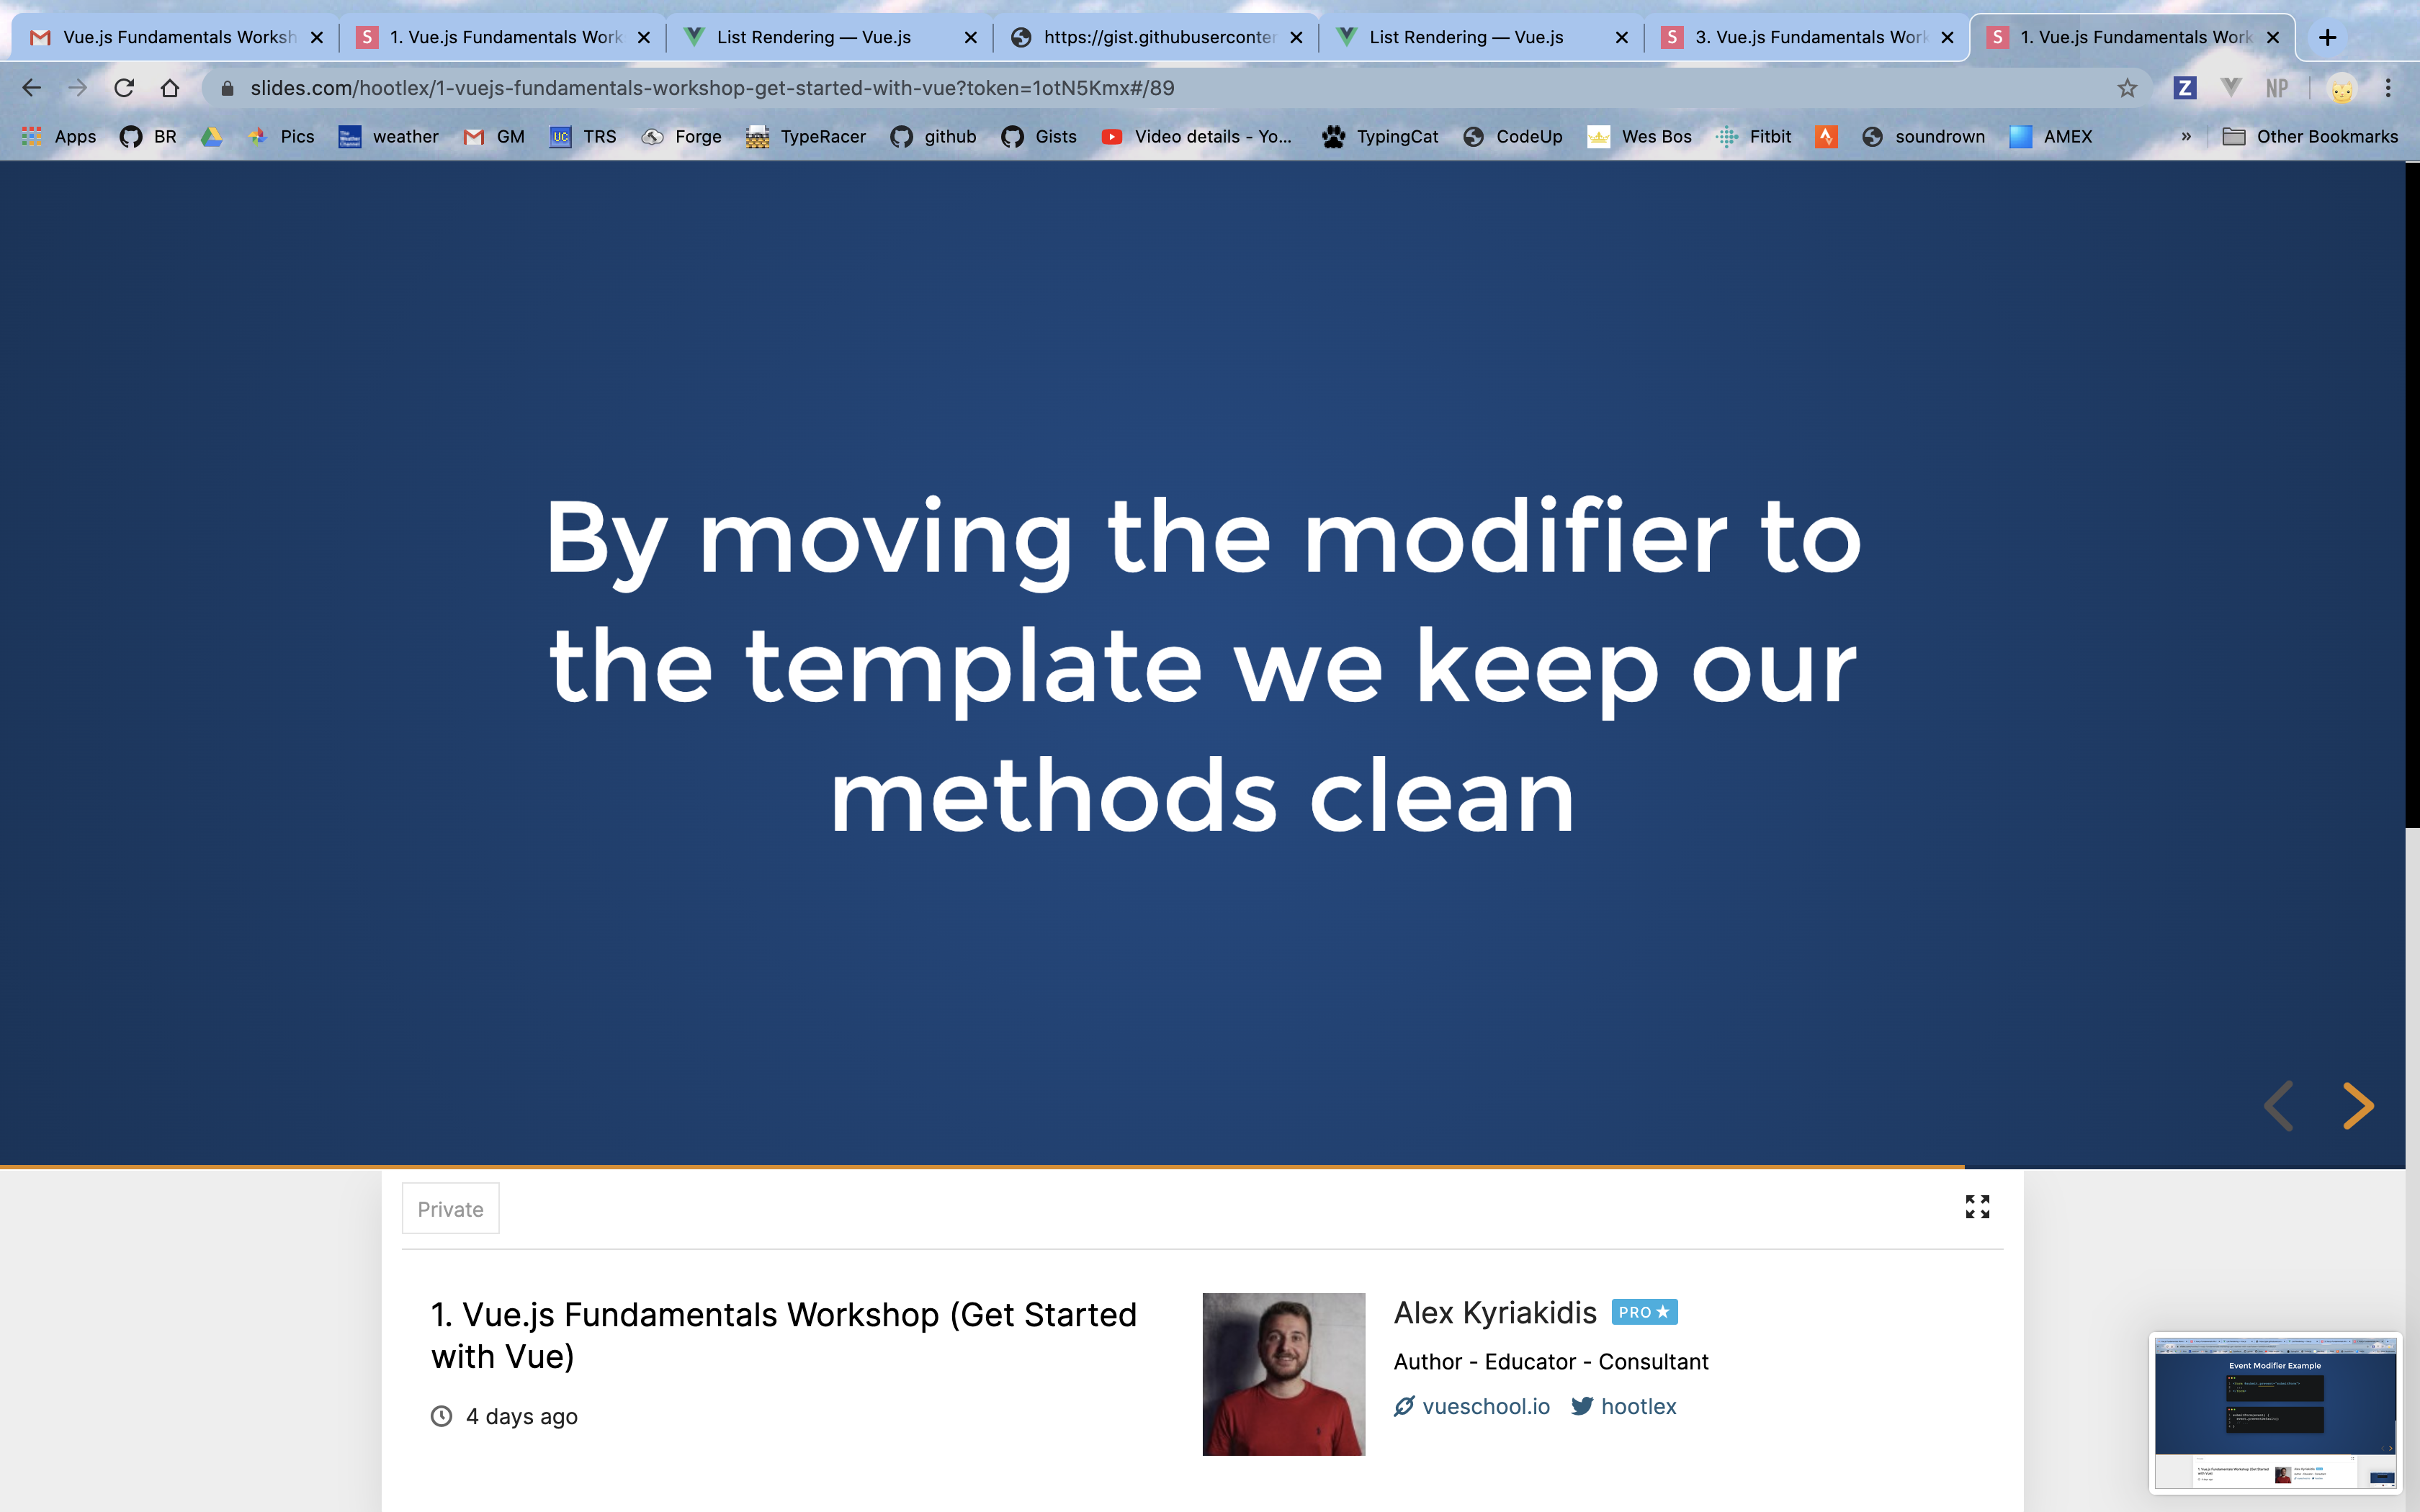 Vue.js Fundamentals Worksh
1. Vue.js Fundamentals Work
List Rendering — Vue.js
https://gist.githubuserconter
List Rendering — Vue.js
3. Vue.js Fundamentals Work
1. Vue.js Fundamentals Work
slides.com/hootlex/1-vuejs-fundamentals-workshop-get-started-with-vue?token=1otN5Kmx#/89
Z
NP
Apps
BR
Pics
weather
GM
UC
TRS
Forge
TypeRacer
github
Gists
Video details - Yo...
TypingCat
CodeUp
Wes Bos
Fitbit
soundrown
AMEX
»
Other Bookmarks
By moving the modifier to
the template we keep our
methods clean
Private
1. Vue.js Fundamentals Workshop (Get Started
with Vue)
4 days ago
Alex Kyriakidis PRO
Author - Educator - Consultant
vueschool.io hootlex
Event Modifier Example